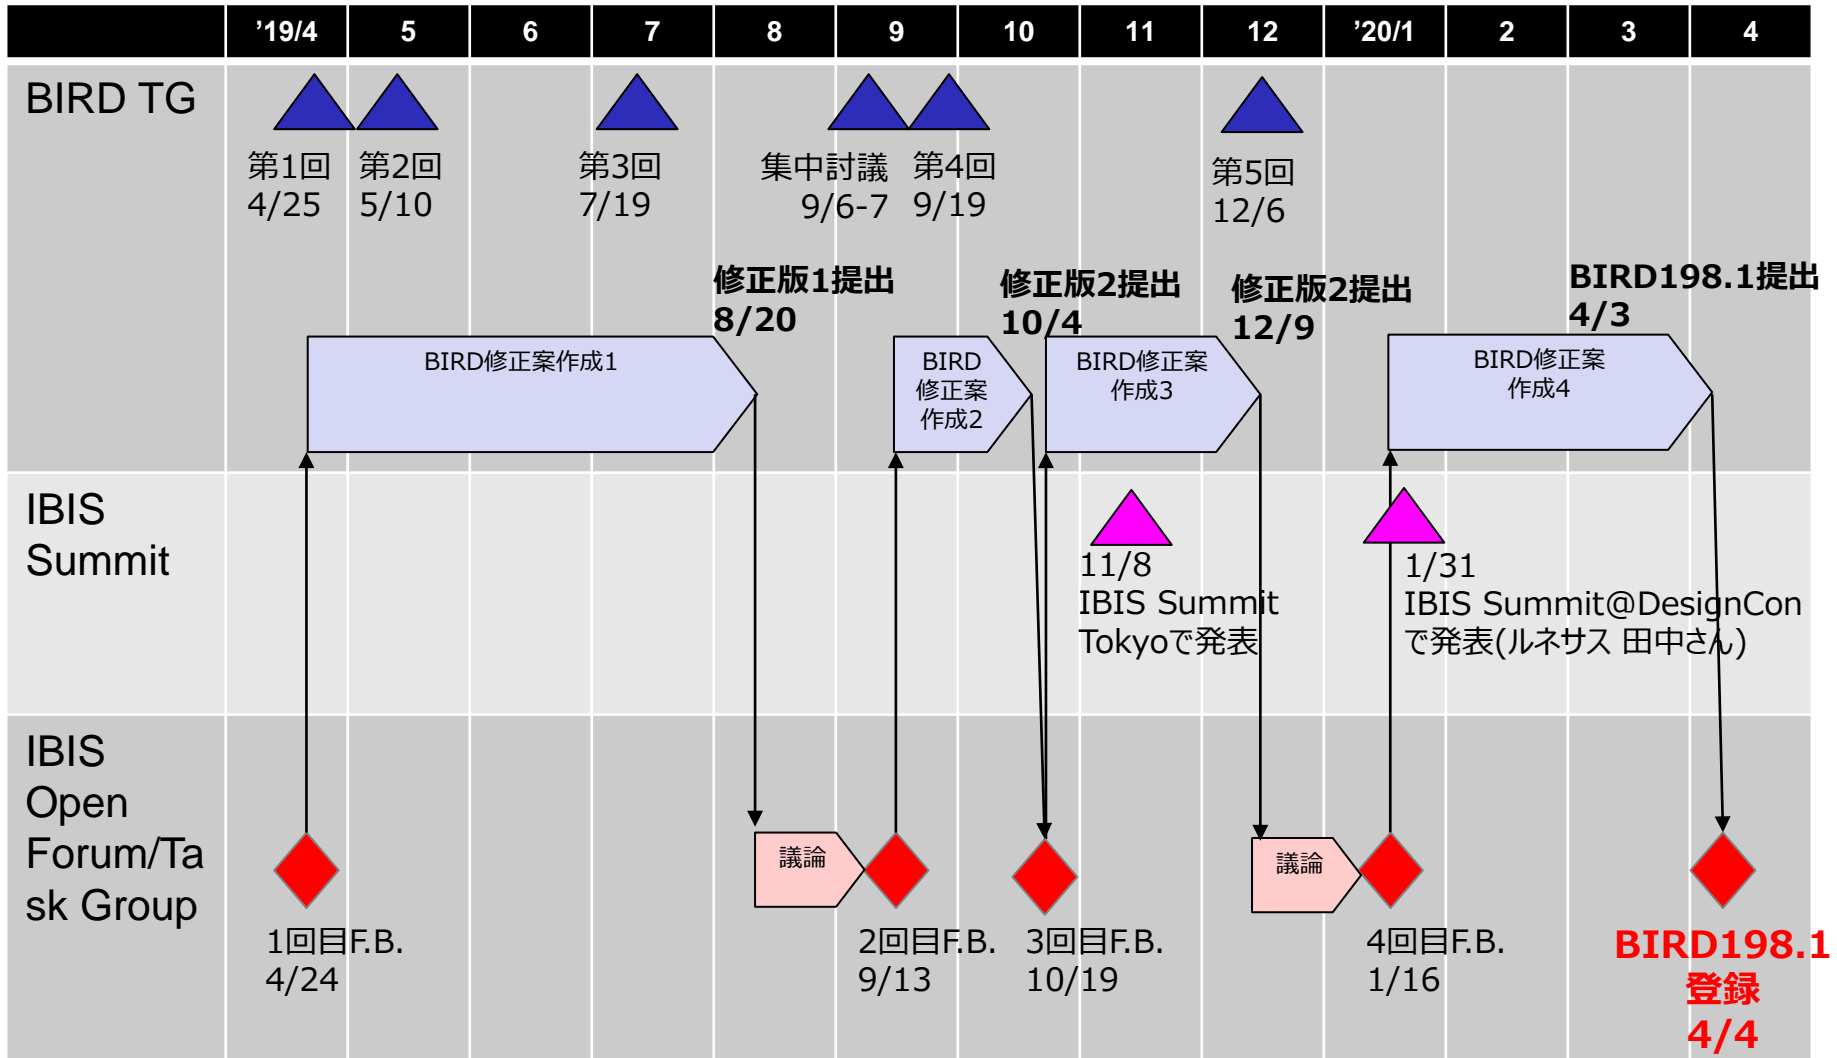 ’19/4 5 6 7 8 9 10 11 12 ’20/1 2 3 4
BIRD TG
第1回
4/25
第2回
5/10
第3回
7/19
集中討議
9/6-7
第4回
9/19
第5回
12/6
修正版1提出
8/20
修正版2提出
10/4
修正版2提出
12/9
BIRD198.1提出
4/3
BIRD修正案作成1
BIRD
修正案
作成2
BIRD修正案
作成3
BIRD修正案
作成4
IBIS
Summit
11/8
IBIS Summit
Tokyoで発表
1/31
IBIS Summit@DesignCon
で発表(ルネサス 田中さん)
IBIS
Open
Forum/Ta
sk Group
議論
議論
1回目F.B.
4/24
2回目F.B.
9/13
3回目F.B.
10/19
4回目F.B.
1/16
BIRD198.1
登録
4/4